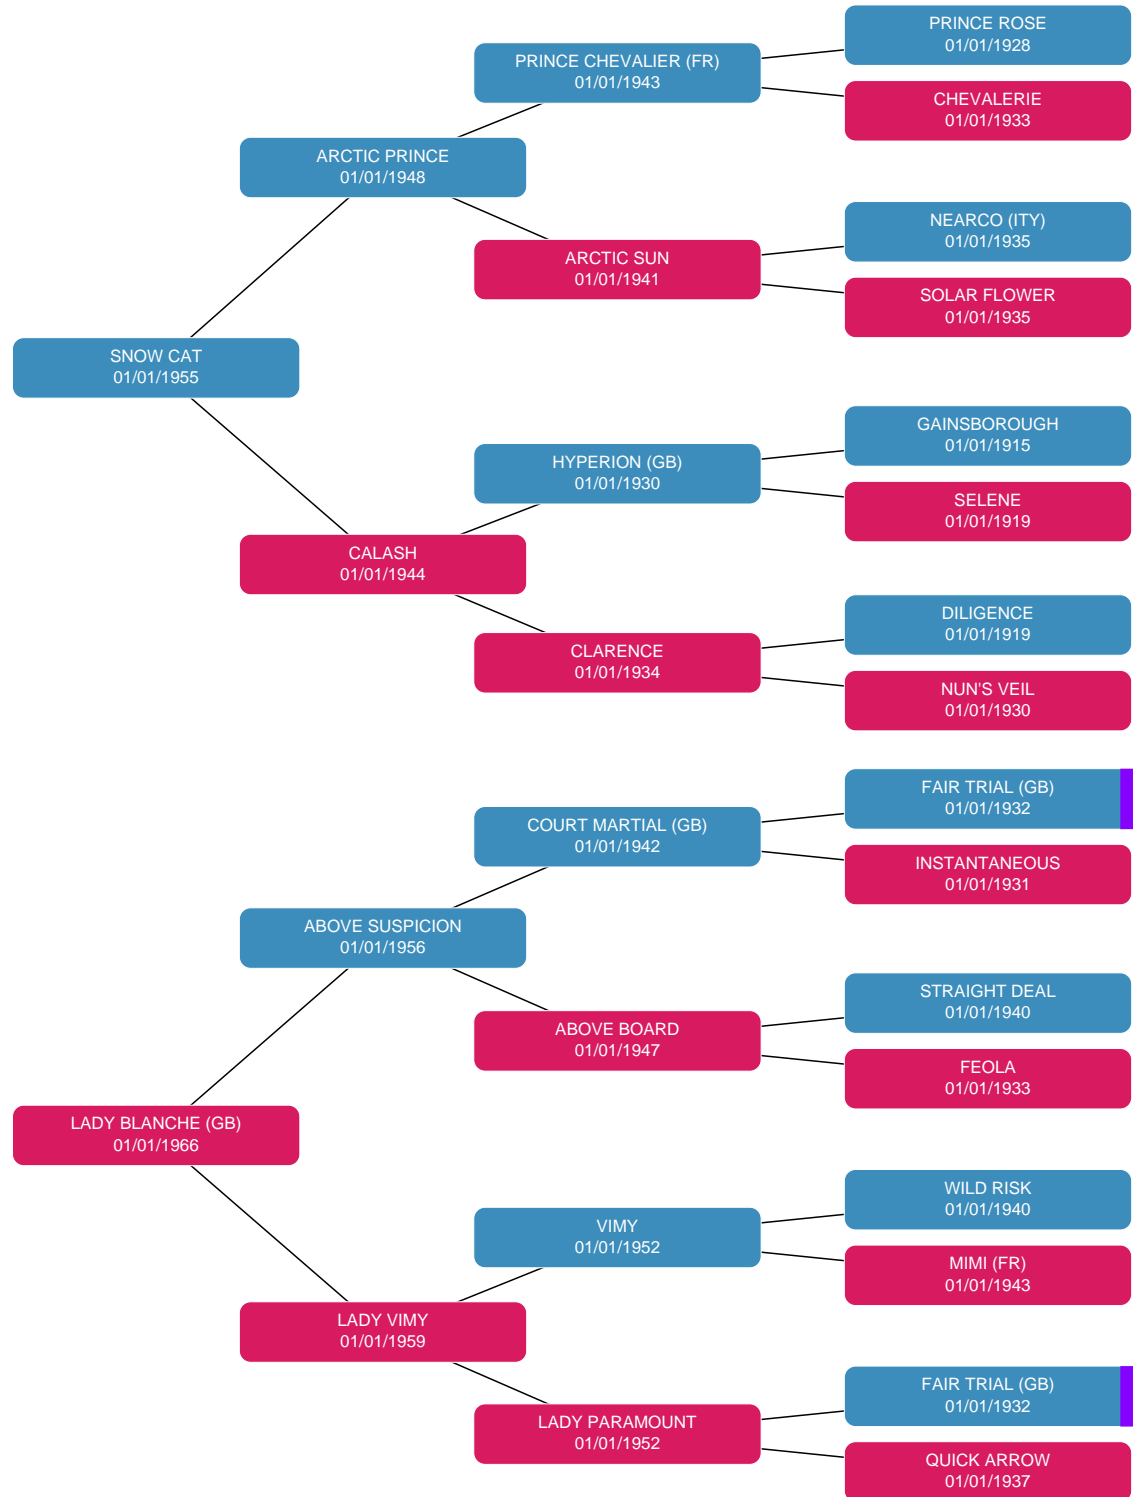 PRINCE ROSE
01/01/1928
PRINCE CHEVALIER (FR)
01/01/1943
CHEVALERIE
01/01/1933
ARCTIC PRINCE
01/01/1948
NEARCO (ITY)
01/01/1935
ARCTIC SUN
01/01/1941
SOLAR FLOWER
01/01/1935
SNOW CAT
01/01/1955
GAINSBOROUGH
01/01/1915
HYPERION (GB)
01/01/1930
SELENE
01/01/1919
CALASH
01/01/1944
DILIGENCE
01/01/1919
CLARENCE
01/01/1934
NUN'S VEIL
01/01/1930
FAIR TRIAL (GB)
01/01/1932
COURT MARTIAL (GB)
01/01/1942
INSTANTANEOUS
01/01/1931
ABOVE SUSPICION
01/01/1956
STRAIGHT DEAL
01/01/1940
ABOVE BOARD
01/01/1947
FEOLA
01/01/1933
LADY BLANCHE (GB)
01/01/1966
WILD RISK
01/01/1940
VIMY
01/01/1952
MIMI (FR)
01/01/1943
LADY VIMY
01/01/1959
FAIR TRIAL (GB)
01/01/1932
LADY PARAMOUNT
01/01/1952
QUICK ARROW
01/01/1937